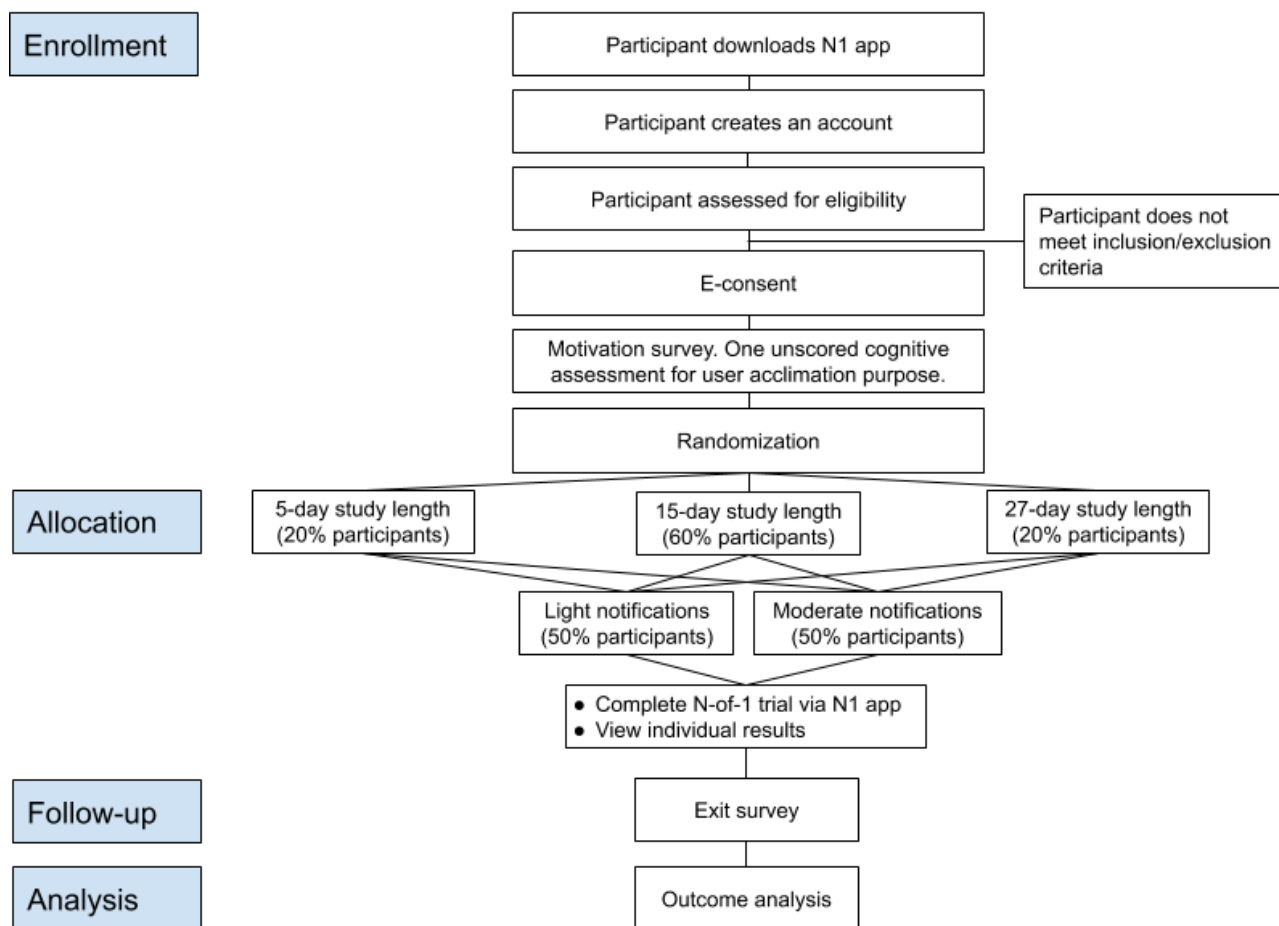 Enrollment
Participant downloads N1 app
Participant creates an account
Participant assessed for eligibility
Participant does not
meet inclusion/exclusion
criteria
E-consent
Motivation survey. One unscored cognitive
assessment for user acclimation purpose.
Randomization
Allocation
5-day study length
(20% participants)
15-day study length
(60% participants)
27-day study length
(20% participants)
Light notifications
(50% participants)
Moderate notifications
(50% participants)
● Complete N-of-1 trial via N1 app
● View individual results
Follow-up
Exit survey
Analysis
Outcome analysis